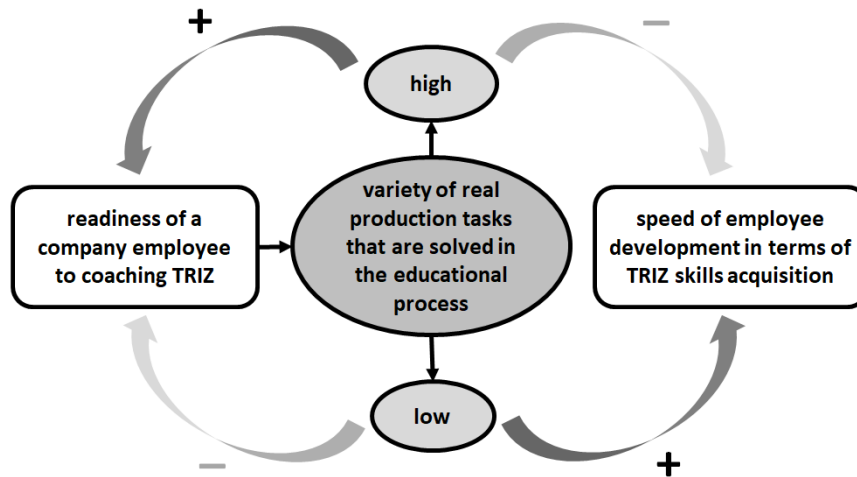 +
−
high
readiness of a
company employee
to coaching TRIZ
variety of real
production tasks
that are solved in
the educational
process
speed of employee
development in terms of
TRIZ skills acquisition
low
−
+